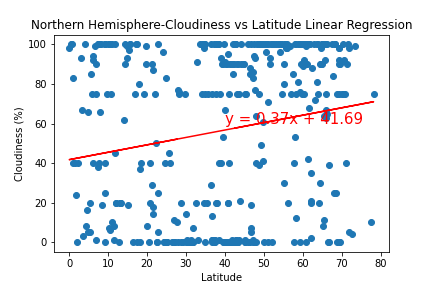 Northern Hemisphere-Cloudiness vs Latitude Linear Regression
100
80
60
40
20
0
Cloudiness (%)
y = 0.37x + 41.69
0 10 20 30 40 50 60 70 80
Latitude